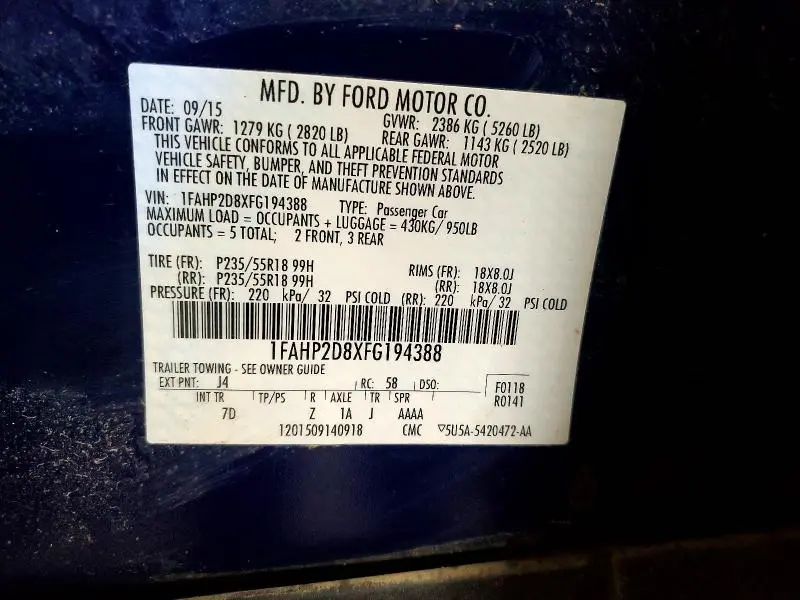 MFD. BY FORD MOTOR CO.
DATE: 09/15 GVWR: 2386 KG ( 5260 LB)
FRONT GAWR: 1279 KG ( 2820 LB) REAR GAWR: 1143 KG ( 2520 LB)
THIS VEHICLE CONFORMS TO ALL APPLICABLE FEDERAL MOTOR
VEHICLE SAFETY, BUMPER, AND THEFT PREVENTION STANDARDS
IN EFFECT ON THE DATE OF MANUFACTURE SHOWN ABOVE.
VIN: 1FAHP2D8XFG194388 TYPE: Passenger Car
MAXIMUM LOAD = OCCUPANTS + LUGGAGE = 430KG/ 950LB
OCCUPANTS = 5 TOTAL; 2 FRONT, 3 REAR
TIRE (FR): P235/55R18 99H RIMS (FR): 18X8.0J
(RR): P235/55R18 99H (RR): 18X8.0J
PRESSURE (FR): 220 kPa/ 32 PSI COLD (RR): 220 kPa/ 32 PSI COLD
1FAHP2D8XFG194388
TRAILER TOWING - SEE OWNER GUIDE
EXT PNT: J4 RC: 58 DSO: F0118
INT TR TP/PS R AXLE TR SPR R0141
7D Z 1A J AAAA
1201509140918 CMC ▽5U5A-5420472-AA